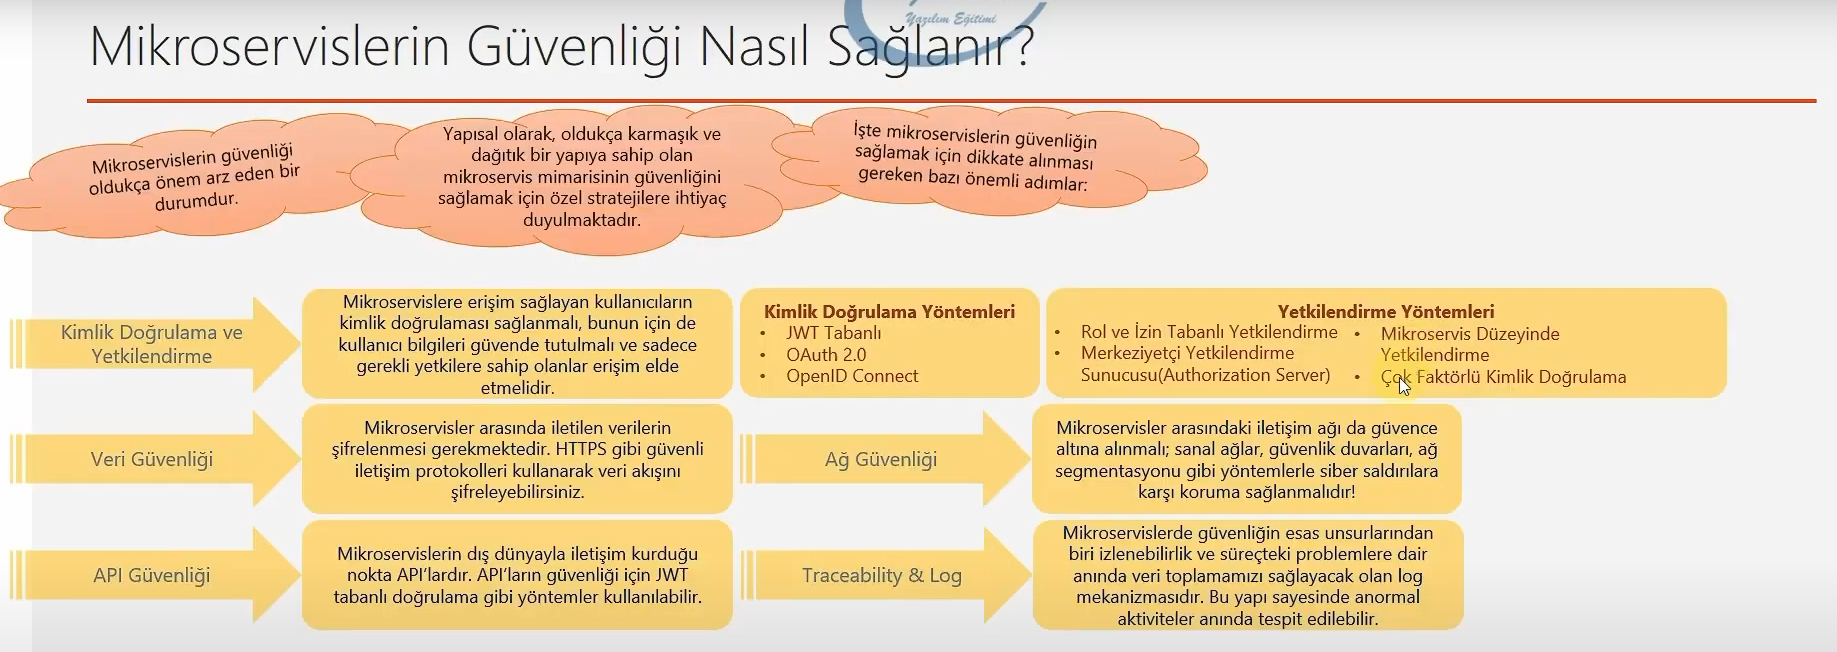 Yazılım Eğitimi
Mikroservislerin Güvenliği Nasıl Sağlanır?
Mikroservislerin güvenliği
oldukça önem arz eden bir
durumdur.
Yapısal olarak, oldukça karmaşık ve
dağıtık bir yapıya sahip olan
mikroservis mimarisinin güvenliğini
sağlamak için özel stratejilere ihtiyaç
duyulmaktadır.
İşte mikroservislerin güvenliğin
sağlamak için dikkate alınması
gereken bazı önemli adımlar:
Kimlik Doğrulama ve
Yetkilendirme
Mikroservislere erişim sağlayan kullanıcıların
kimlik doğrulaması sağlanmalı, bunun için de
kullanıcı bilgileri güvende tutulmalı ve sadece
gerekli yetkilere sahip olanlar erişim elde
etmelidir.
Kimlik Doğrulama Yöntemleri
• JWT Tabanlı
• OAuth 2.0
• OpenID Connect
Yetkilendirme Yöntemleri
• Rol ve İzin Tabanlı Yetkilendirme
• Merkeziyetçi Yetkilendirme
Sunucusu(Authorization Server)
• Mikroservis Düzeyinde
Yetkilendirme
• Çok Faktörlü Kimlik Doğrulama
Veri Güvenliği
Mikroservisler arasında iletilen verilerin
şifrelenmesi gerekmektedir. HTTPS gibi güvenli
iletişim protokolleri kullanarak veri akışını
şifreleyebilirsiniz.
Ağ Güvenliği
Mikroservisler arasındaki iletişim ağı da güvence
altına alınmalı; sanal ağlar, güvenlik duvarları, ağ
segmentasyonu gibi yöntemlerle siber saldırılara
karşı koruma sağlanmalıdır!
API Güvenliği
Mikroservislerin dış dünyayla iletişim kurduğu
nokta API'lardır. API'ların güvenliği için JWT
tabanlı doğrulama gibi yöntemler kullanılabilir.
Traceability & Log
Mikroservislerde güvenliğin esas unsurlarından
biri izlenebilirlik ve süreçteki problemlere dair
anında veri toplamamızı sağlayacak olan log
mekanizmasıdır. Bu yapı sayesinde anormal
aktiviteler anında tespit edilebilir.